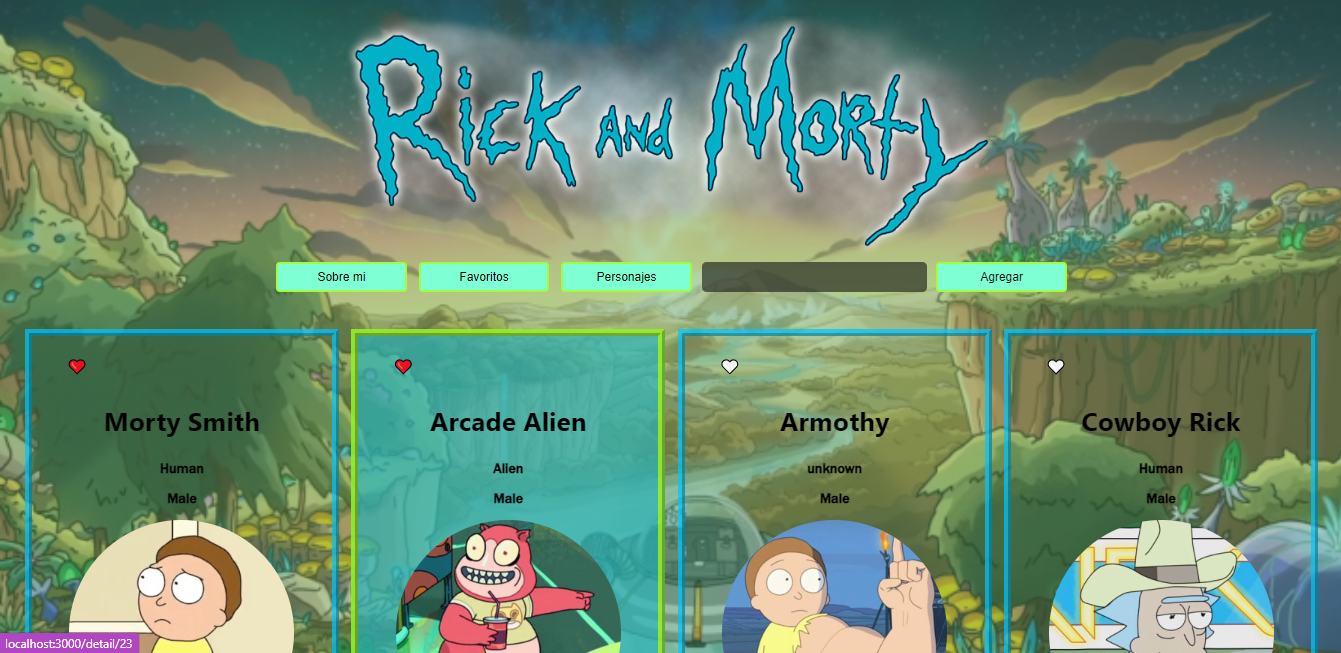 Rick and Morty
Sobre mi
Favoritos
Personajes
Agregar
Morty Smith
Human
Male
Arcade Alien
Alien
Male
Armothy
unknown
Male
Cowboy Rick
Human
Male
localhost:3000/detail/23